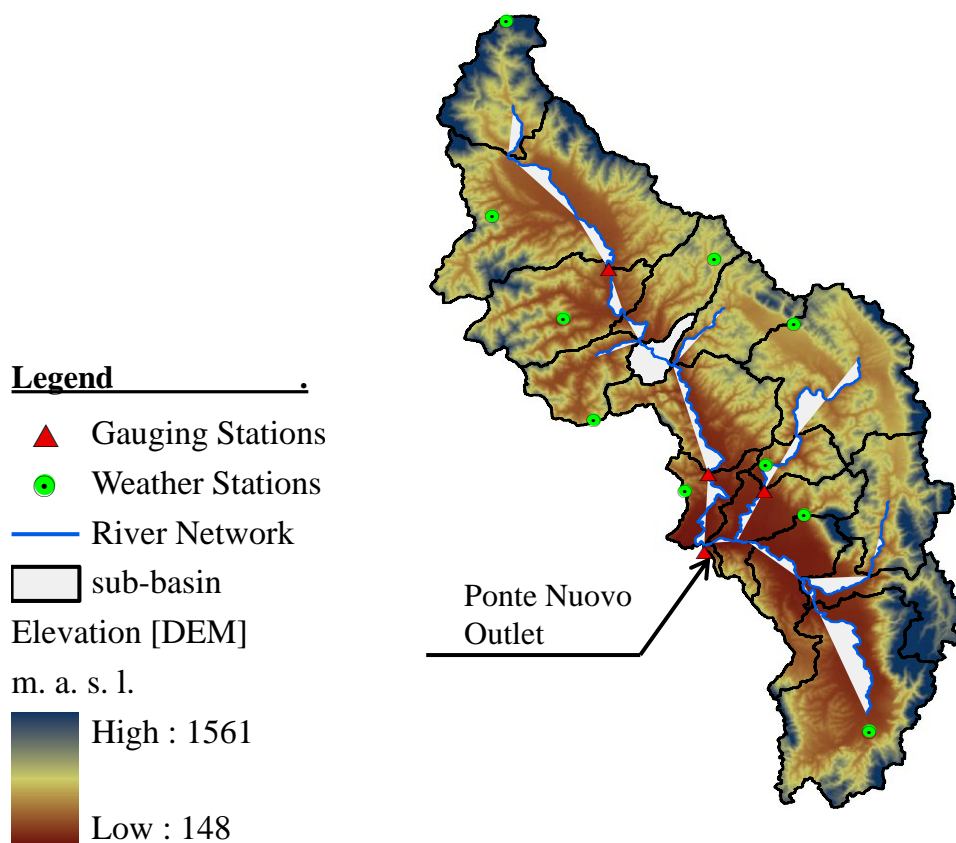 Legend .
Gauging Stations
Weather Stations
River Network
sub-basin
Elevation [DEM]
m. a. s. l.
High : 1561
Low : 148
Ponte Nuovo
Outlet